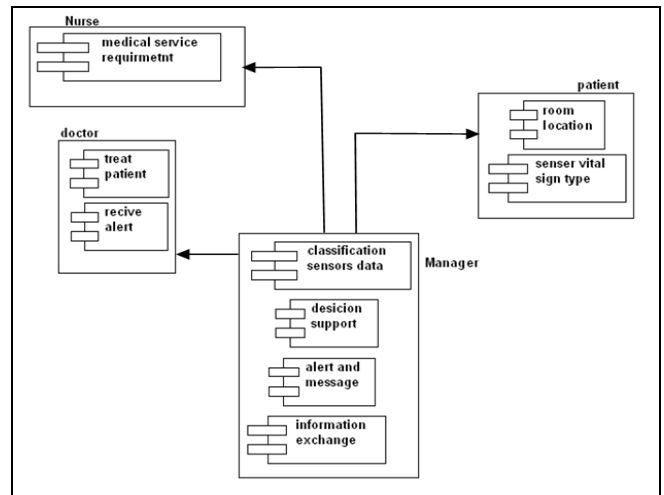 Nurse
medical service
requirmetnt
patient
room
location
senser vital
sign type
doctor
treat
patient
recive
alert
Manager
classification
sensors data
desicion
support
alert and
message
information
exchange